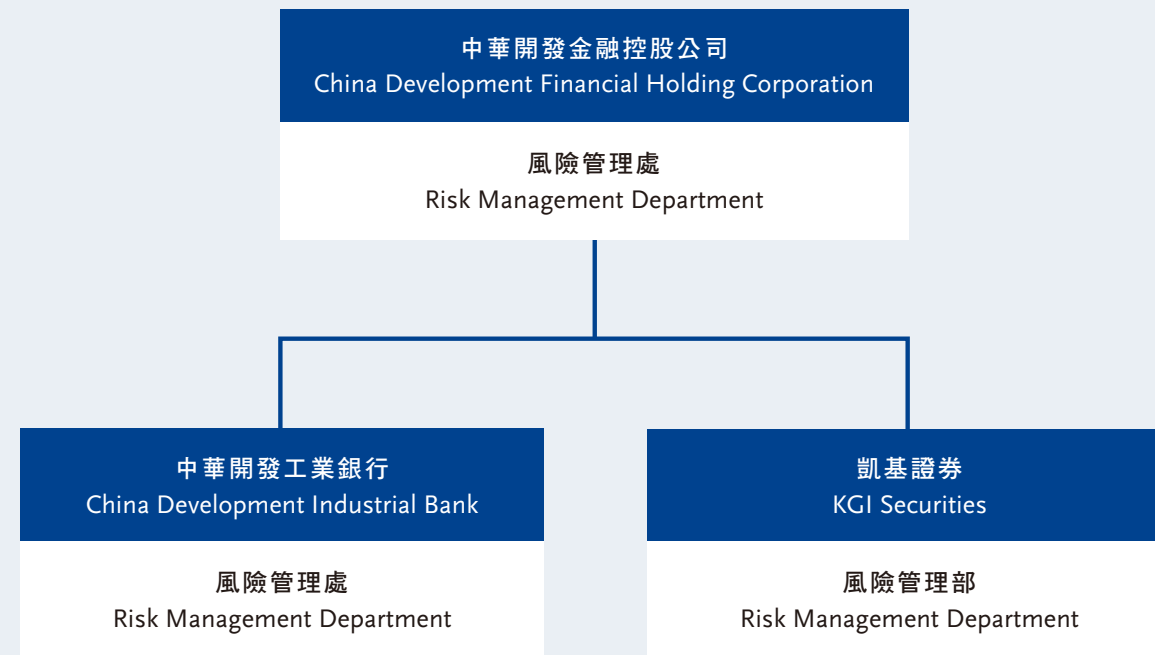 中華開發金融控股公司
China Development Financial Holding Corporation
風險管理處
Risk Management Department
中華開發工業銀行
China Development Industrial Bank
風險管理處
Risk Management Department
凱基證券
KGI Securities
風險管理部
Risk Management Department